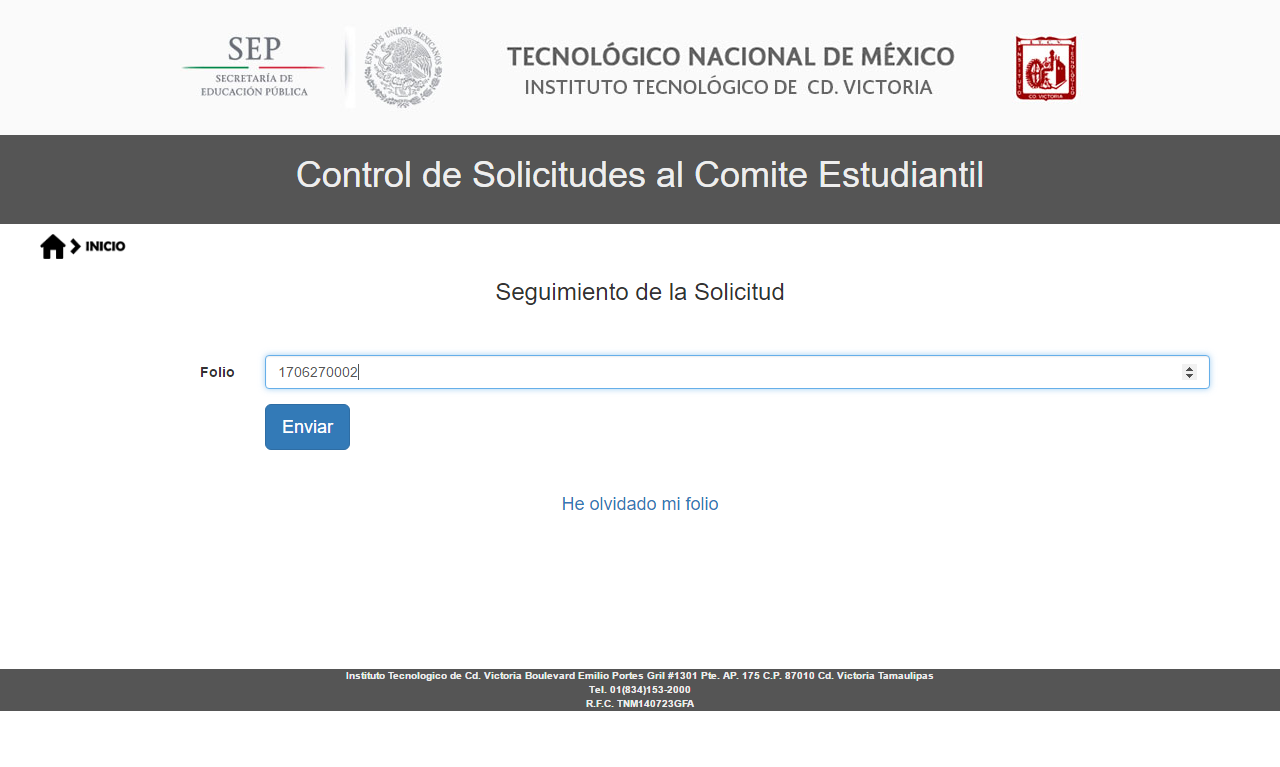 SEP
SECRETARÍA DE
EDUCACIÓN PÚBLICA
ESTADOS UNIDOS MEXICANOS
TECNOLÓGICO NACIONAL DE MÉXICO
INSTITUTO TECNOLÓGICO DE CD. VICTORIA
INSTITUTO TECNOLÓGICO
CD. VICTORIA
Control de Solicitudes al Comite Estudiantil
INICIO
Seguimiento de la Solicitud
Folio
1706270002
Enviar
He olvidado mi folio
Instituto Tecnologico de Cd. Victoria Boulevard Emilio Portes Gril #1301 Pte. AP. 175 C.P. 87010 Cd. Victoria Tamaulipas
Tel. 01(834)153-2000
R.F.C. TNM140723GFA